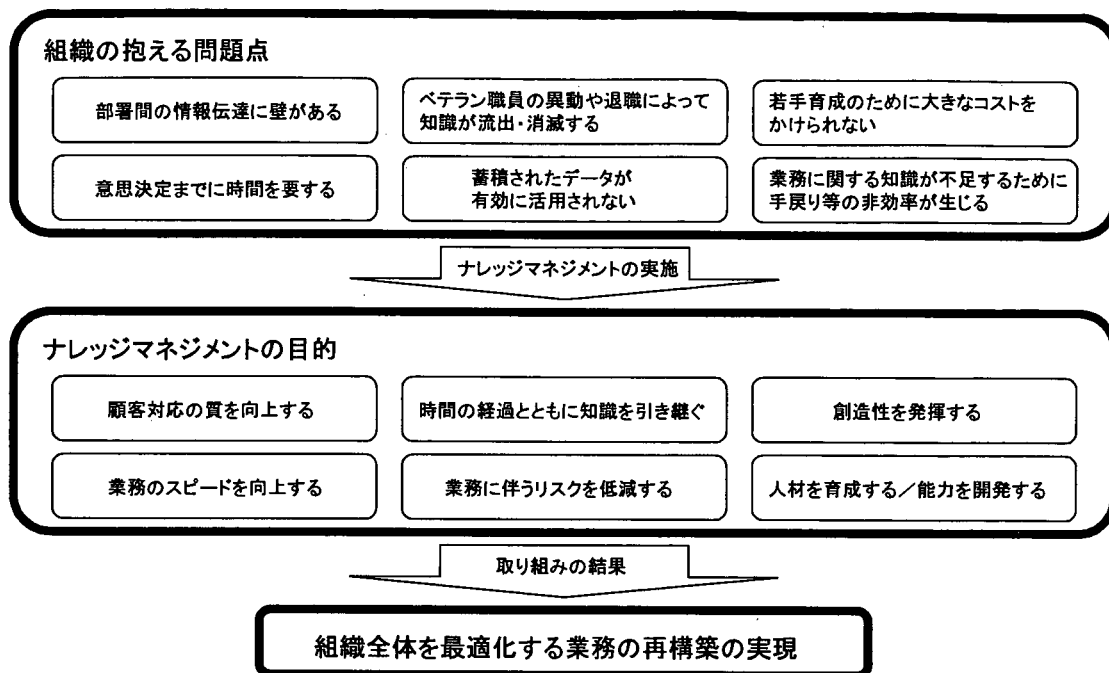 組織の抱える問題点
部署間の情報伝達に壁がある
ベテラン職員の異動や退職によって
知識が流出・消滅する
若手育成のために大きなコストを
かけられない
意思決定までに時間を要する
蓄積されたデータが
有効に活用されない
業務に関する知識が不足するために
手戻り等の非効率が生じる
ナレッジマネジメントの実施
ナレッジマネジメントの目的
顧客対応の質を向上する
時間の経過とともに知識を引き継ぐ
創造性を発揮する
業務のスピードを向上する
業務に伴うリスクを低減する
人材を育成する／能力を開発する
取り組みの結果
組織全体を最適化する業務の再構築の実現